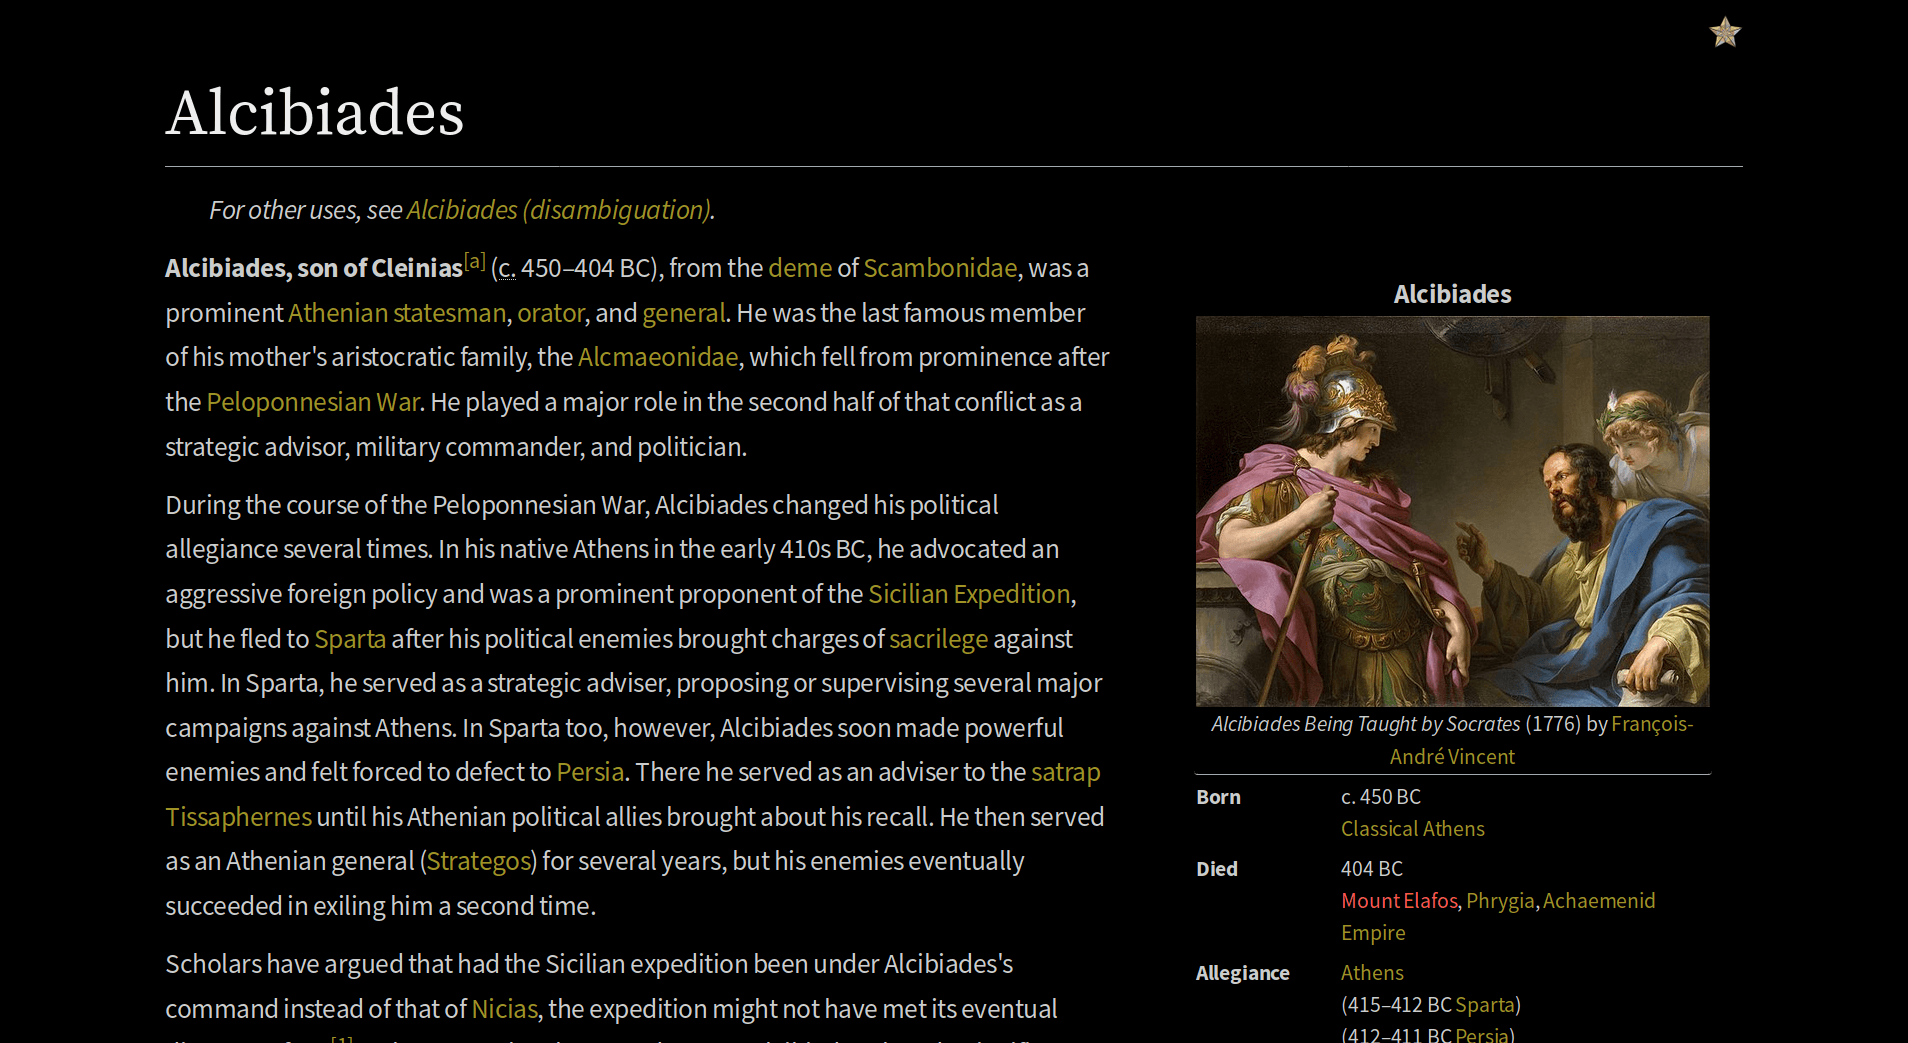 Alcibiades
For other uses, see Alcibiades (disambiguation).
Alcibiades, son of Cleinias[a] (c. 450–404 BC), from the deme of Scambonidae, was a
prominent Athenian statesman, orator, and general. He was the last famous member
of his mother's aristocratic family, the Alcmaeonidae, which fell from prominence after
the Peloponnesian War. He played a major role in the second half of that conflict as a
strategic advisor, military commander, and politician.
During the course of the Peloponnesian War, Alcibiades changed his political
allegiance several times. In his native Athens in the early 410s BC, he advocated an
aggressive foreign policy and was a prominent proponent of the Sicilian Expedition,
but he fled to Sparta after his political enemies brought charges of sacrilege against
him. In Sparta, he served as a strategic adviser, proposing or supervising several major
campaigns against Athens. In Sparta too, however, Alcibiades soon made powerful
enemies and felt forced to defect to Persia. There he served as an adviser to the satrap
Tissaphernes until his Athenian political allies brought about his recall. He then served
as an Athenian general (Strategos) for several years, but his enemies eventually
succeeded in exiling him a second time.
Scholars have argued that had the Sicilian expedition been under Alcibiades's
command instead of that of Nicias, the expedition might not have met its eventual
[1]
Alcibiades
Alcibiades Being Taught by Socrates (1776) by François-
André Vincent
Born c. 450 BC
Classical Athens
Died 404 BC
Mount Elafos, Phrygia, Achaemenid
Empire
Allegiance Athens
(415–412 BC Sparta)
(412–411 BC Persia)